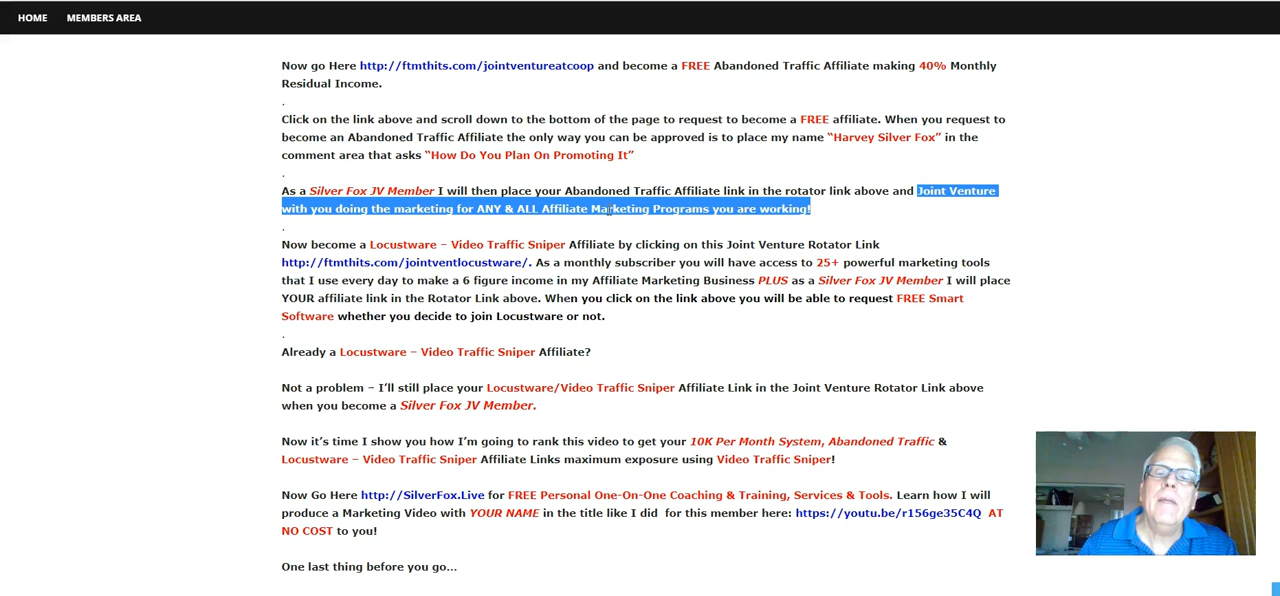 HOME MEMBERS AREA
Now go Here http://ftmthits.com/jointventureatcoop and become a FREE Abandoned Traffic Affiliate making 40% Monthly
Residual Income.
.
Click on the link above and scroll down to the bottom of the page to request to become a FREE affiliate. When you request to
become an Abandoned Traffic Affiliate the only way you can be approved is to place my name “Harvey Silver Fox” in the
comment area that asks “How Do You Plan On Promoting It”
.
As a Silver Fox JV Member I will then place your Abandoned Traffic Affiliate link in the rotator link above and Joint Venture
with you doing the marketing for ANY & ALL Affiliate Marketing Programs you are working!
.
Now become a Locustware – Video Traffic Sniper Affiliate by clicking on this Joint Venture Rotator Link
http://ftmthits.com/jointventlocustware/. As a monthly subscriber you will have access to 25+ powerful marketing tools
that I use every day to make a 6 figure income in my Affiliate Marketing Business PLUS as a Silver Fox JV Member I will place
YOUR affiliate link in the Rotator Link above. When you click on the link above you will be able to request FREE Smart
Software whether you decide to join Locustware or not.
.
Already a Locustware – Video Traffic Sniper Affiliate?
Not a problem – I’ll still place your Locustware/Video Traffic Sniper Affiliate Link in the Joint Venture Rotator Link above
when you become a Silver Fox JV Member.
Now it’s time I show you how I’m going to rank this video to get your 10K Per Month System, Abandoned Traffic &
Locustware – Video Traffic Sniper Affiliate Links maximum exposure using Video Traffic Sniper!
Now Go Here http://SilverFox.Live for FREE Personal One-On-One Coaching & Training, Services & Tools. Learn how I will
produce a Marketing Video with YOUR NAME in the title like I did for this member here: https://youtu.be/r156ge35C4Q AT
NO COST to you!
One last thing before you go…